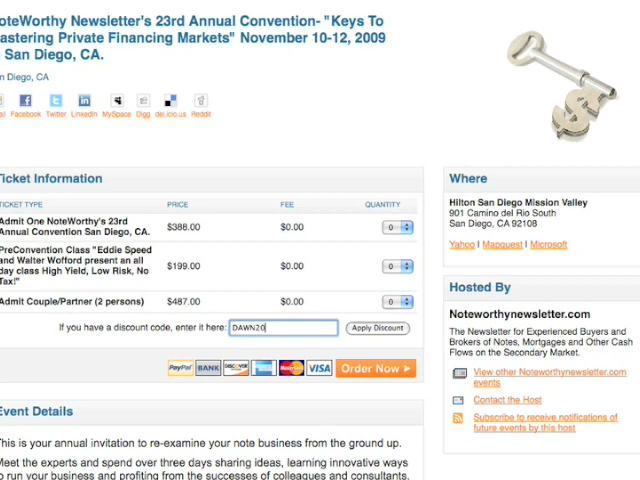 oteWorthy Newsletter's 23rd Annual Convention- "Keys To
astering Private Financing Markets" November 10-12, 2009
San Diego, CA.
n Diego, CA
ail Facebook Twitter LinkedIn MySpace Digg del.icio.us Reddit
Ticket Information
TICKET TYPE PRICE FEE QUANTITY
Admit One NoteWorthy's 23rd
Annual Convention San Diego, CA. $388.00 $0.00 0
PreConvention Class "Eddie Speed
and Walter Wofford present an all
day class High Yield, Low Risk, No
Tax!" $199.00 $0.00 0
Admit Couple/Partner (2 persons) $487.00 $0.00 0
If you have a discount code, enter it here: DAWN20 Apply Discount
PayPal BANK DISCOVER MasterCard VISA Order Now
Event Details
This is your annual invitation to re-examine your note business from the ground up.
Meet the experts and spend over three days sharing ideas, learning innovative ways
o run your business and profiting from the successes of colleagues and consultants.
Where
Hilton San Diego Mission Valley
901 Camino del Rio South
San Diego, CA 92108
Yahoo | Mapquest | Microsoft
Hosted By
Noteworthynewsletter.com
The Newsletter for Experienced Buyers and
Brokers of Notes, Mortgages and Other Cash
Flows on the Secondary Market.
View other Noteworthynewsletter.com
events
Contact the Host
Subscribe to receive notifications of
future events by this host